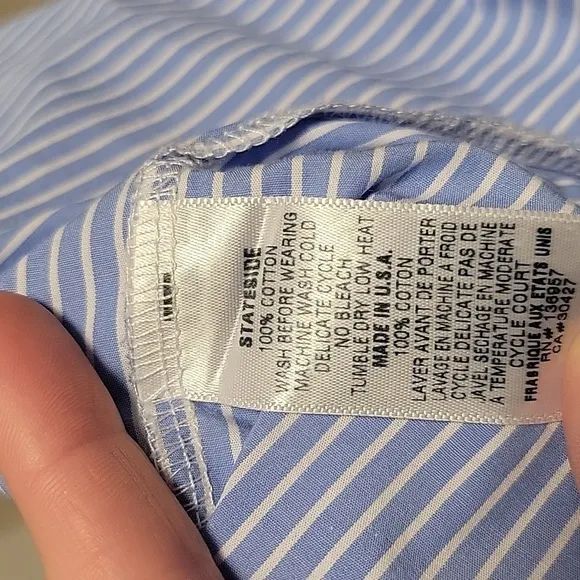 STATESIDE
100% COTTON
WASH BEFORE WEARING
MACHINE WASH COLD
DELICATE CYCLE
NO BLEACH
TUMBLE DRY LOW HEAT
MADE IN U.S.A.
100% COTON
LAVER AVANT DE PORTER
LAVAGE EN MACHINE A FROID
CYCLE DELICATE PAS DE
JAVEL SECHAGE EN MACHINE
A TEMPERATURE MODERATE
CYCLE COURT
FRABRIQUE AUX ETATS UNIS
RN# 136957
CA# 30427